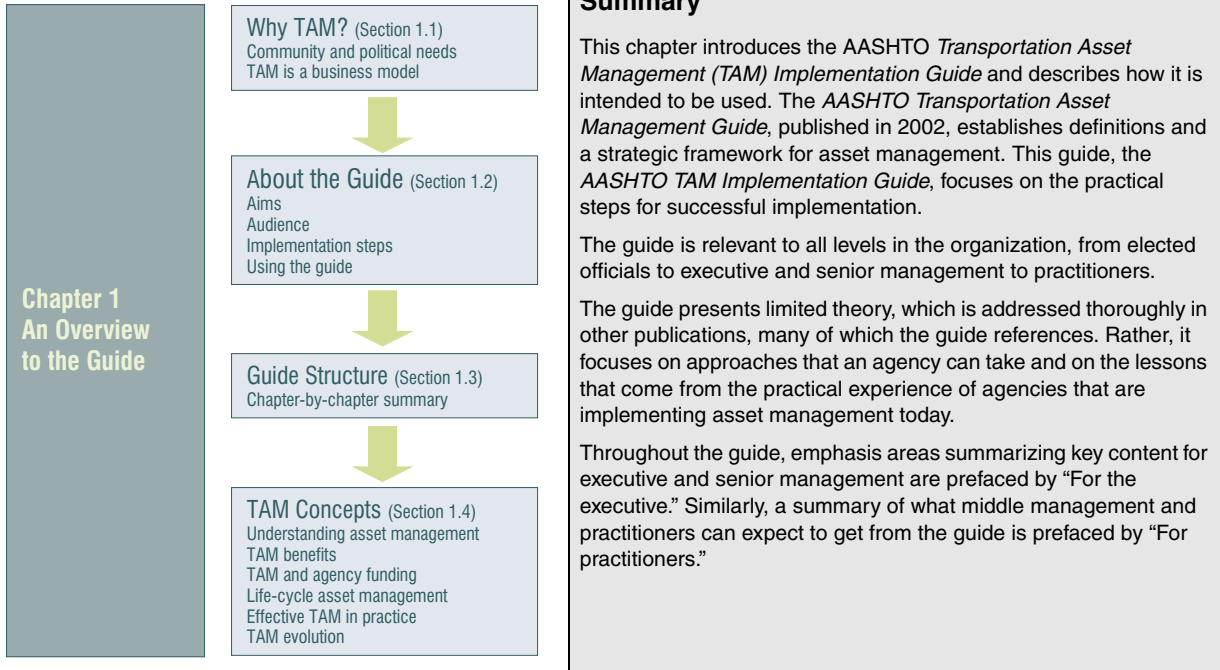 Chapter 1
An Overview
to the Guide
Why TAM? (Section 1.1)
Community and political needs
TAM is a business model
About the Guide (Section 1.2)
Aims
Audience
Implementation steps
Using the guide
Guide Structure (Section 1.3)
Chapter-by-chapter summary
TAM Concepts (Section 1.4)
Understanding asset management
TAM benefits
TAM and agency funding
Life-cycle asset management
Effective TAM in practice
TAM evolution
Summary
This chapter introduces the AASHTO Transportation Asset
Management (TAM) Implementation Guide and describes how it is
intended to be used. The AASHTO Transportation Asset
Management Guide, published in 2002, establishes definitions and
a strategic framework for asset management. This guide, the
AASHTO TAM Implementation Guide, focuses on the practical
steps for successful implementation.
The guide is relevant to all levels in the organization, from elected
officials to executive and senior management to practitioners.
The guide presents limited theory, which is addressed thoroughly in
other publications, many of which the guide references. Rather, it
focuses on approaches that an agency can take and on the lessons
that come from the practical experience of agencies that are
implementing asset management today.
Throughout the guide, emphasis areas summarizing key content for
executive and senior management are prefaced by “For the
executive.” Similarly, a summary of what middle management and
practitioners can expect to get from the guide is prefaced by “For
practitioners.”